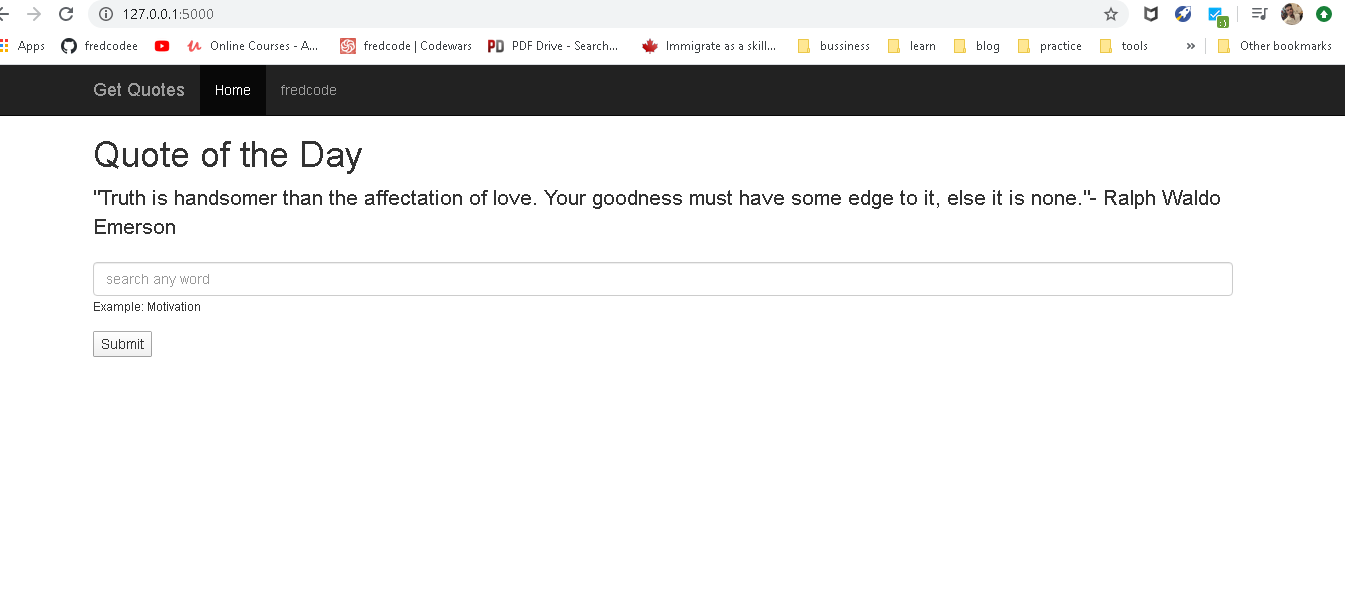 127.0.0.1:5000
Apps fredcodee Online Courses - A... fredcode | Codewars PD PDF Drive - Search... Immigrate as a skill... bussiness learn blog practice tools » Other bookmarks
Get Quotes Home fredcode
Quote of the Day
"Truth is handsomer than the affectation of love. Your goodness must have some edge to it, else it is none."- Ralph Waldo
Emerson
search any word
Example: Motivation
Submit